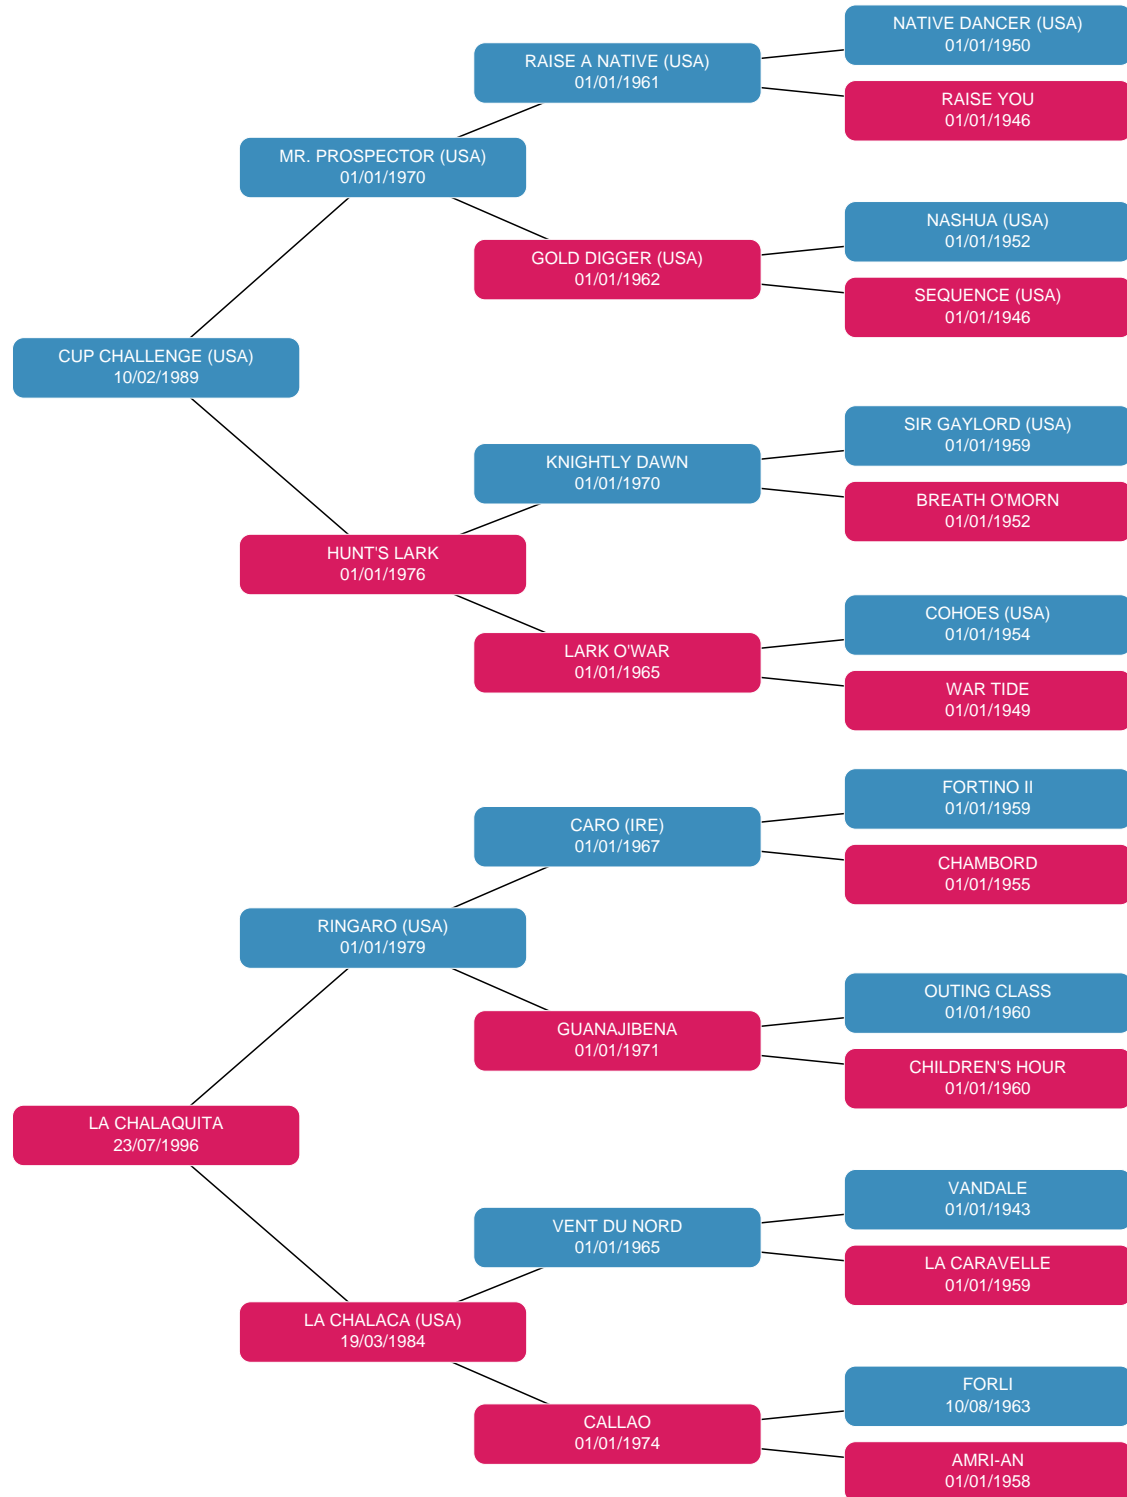 NATIVE DANCER (USA)
01/01/1950
RAISE A NATIVE (USA)
01/01/1961
RAISE YOU
01/01/1946
MR. PROSPECTOR (USA)
01/01/1970
NASHUA (USA)
01/01/1952
GOLD DIGGER (USA)
01/01/1962
SEQUENCE (USA)
01/01/1946
CUP CHALLENGE (USA)
10/02/1989
SIR GAYLORD (USA)
01/01/1959
KNIGHTLY DAWN
01/01/1970
BREATH O'MORN
01/01/1952
HUNT'S LARK
01/01/1976
COHOES (USA)
01/01/1954
LARK O'WAR
01/01/1965
WAR TIDE
01/01/1949
FORTINO II
01/01/1959
CARO (IRE)
01/01/1967
CHAMBORD
01/01/1955
RINGARO (USA)
01/01/1979
OUTING CLASS
01/01/1960
GUANAJIBENA
01/01/1971
CHILDREN'S HOUR
01/01/1960
LA CHALAQUITA
23/07/1996
VANDALE
01/01/1943
VENT DU NORD
01/01/1965
LA CARAVELLE
01/01/1959
LA CHALACA (USA)
19/03/1984
FORLI
10/08/1963
CALLAO
01/01/1974
AMRI-AN
01/01/1958